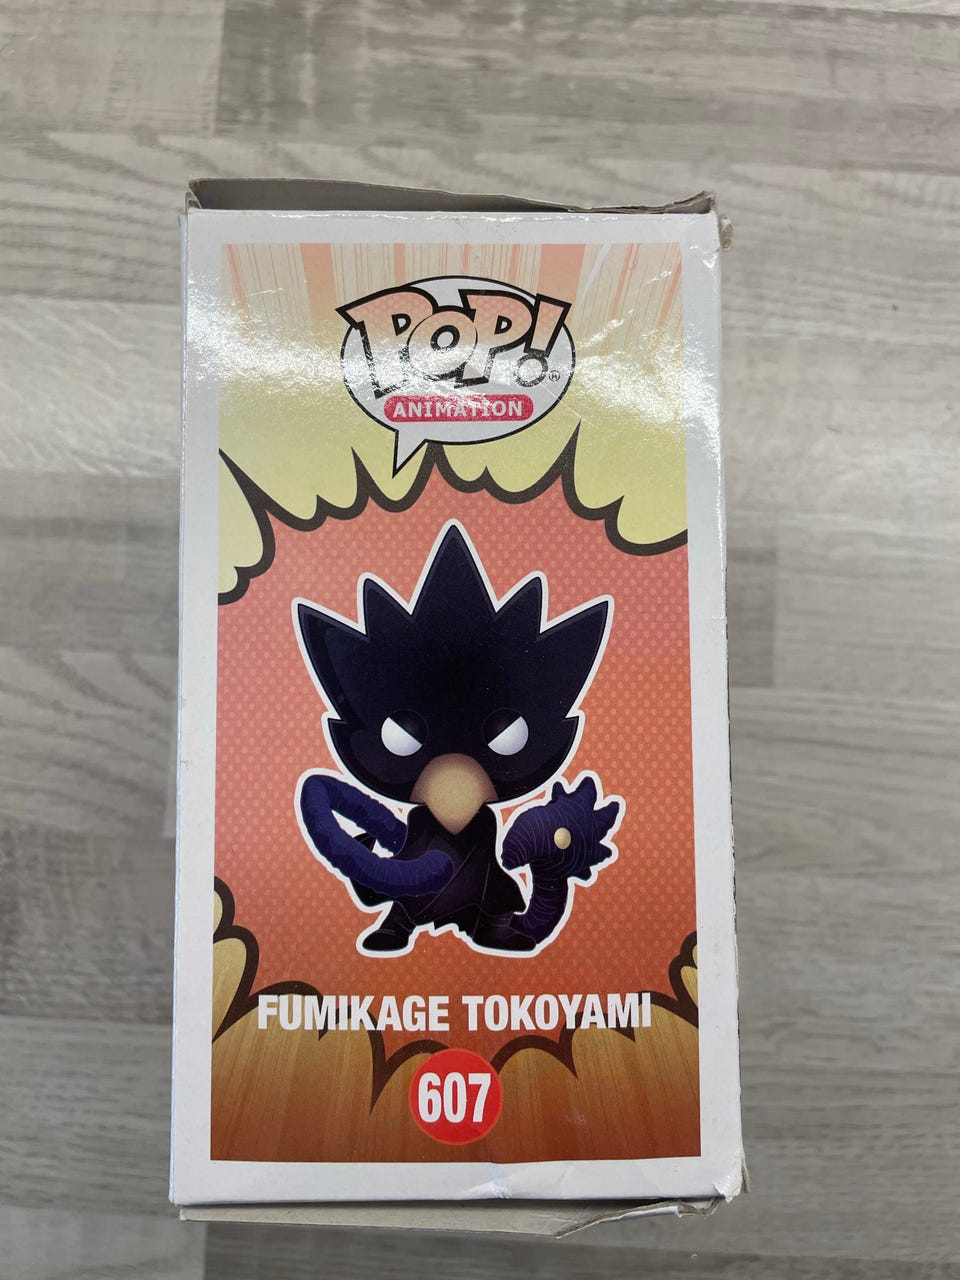 POP!®
ANIMATION
FUMIKAGE TOKOYAMI
607